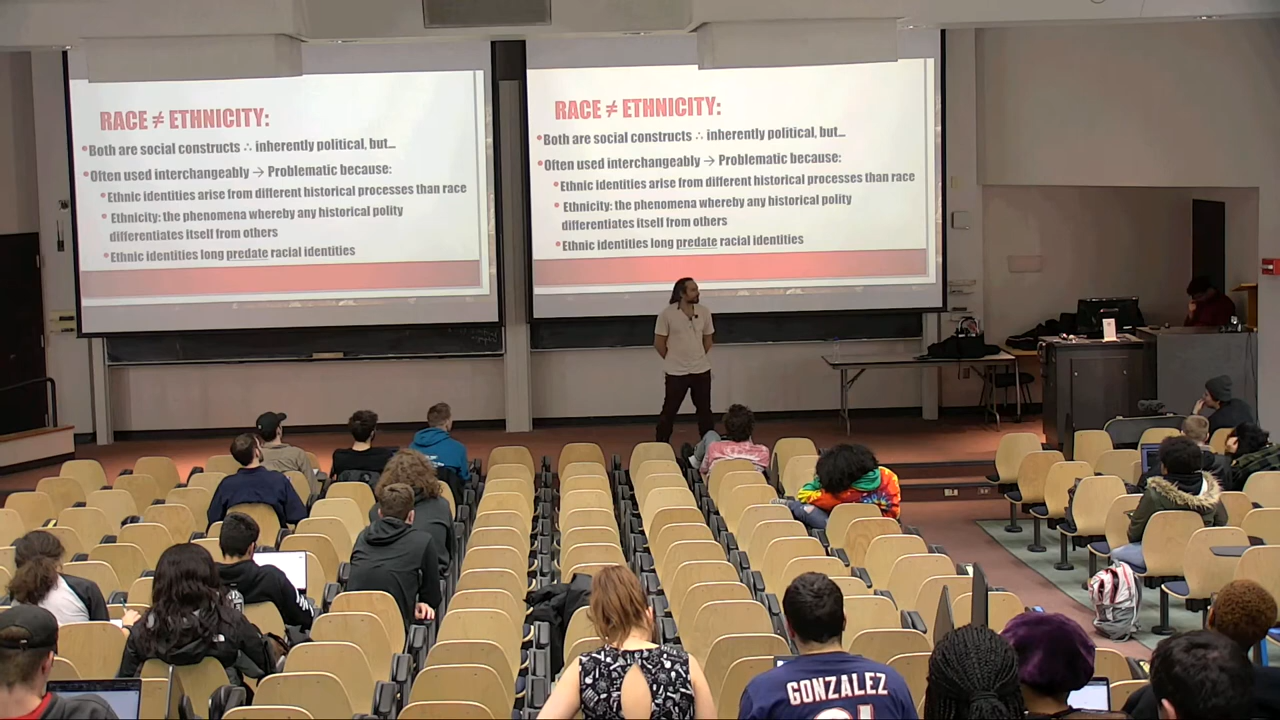 RACE ≠ ETHNICITY:
•Both are social constructs ∴ inherently political, but...
•Often used interchangeably → Problematic because:
•Ethnic identities arise from different historical processes than race
•Ethnicity: the phenomena whereby any historical polity
differentiates itself from others
•Ethnic identities long predate racial identities
RACE ≠ ETHNICITY:
•Both are social constructs ∴ inherently political, but...
•Often used interchangeably → Problematic because:
•Ethnic identities arise from different historical processes than race
•Ethnicity: the phenomena whereby any historical polity
differentiates itself from others
•Ethnic identities long predate racial identities
GONZALEZ